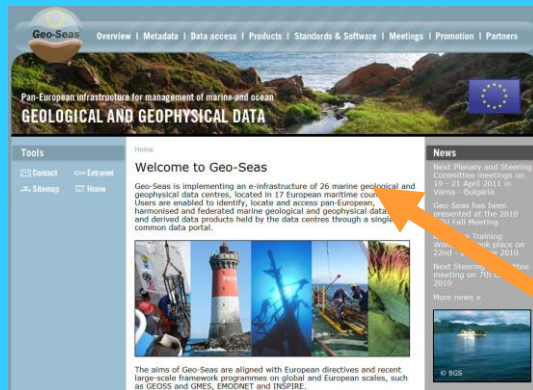 Geo-Seas
Overview | Metadata | Data access | Products | Standards & Software | Meetings | Promotion | Partners
Pan-European infrastructure for management of marine and ocean
GEOLOGICAL AND GEOPHYSICAL DATA
Tools
Contact
Extranet
Sitemap
Home
Home
Welcome to Geo-Seas
Geo-Seas is implementing an e-infrastructure of 26 marine geological and
geophysical data centres, located in 17 European maritime
Users are enabled to identify, locate and access pan-European,
harmonised and federated marine geological and geophysical
and derived data products held by the data centres through a single
common data portal.
The aims of Geo-Seas are aligned with European directives and recent
large-scale framework programmes on global and European scales, such
as GEOSS and GMES, EMODNET and INSPIRE.
News
Next Plenary and Steering
Committee meetings on
19 - 21 April 2011 in
Varna - Bulgaria
Geo-Seas has been
presented at the 2010
Fall Meeting
Training
place on
22nd - 2010
Next Steering
meeting on 7th
2010
More news »
© BGS